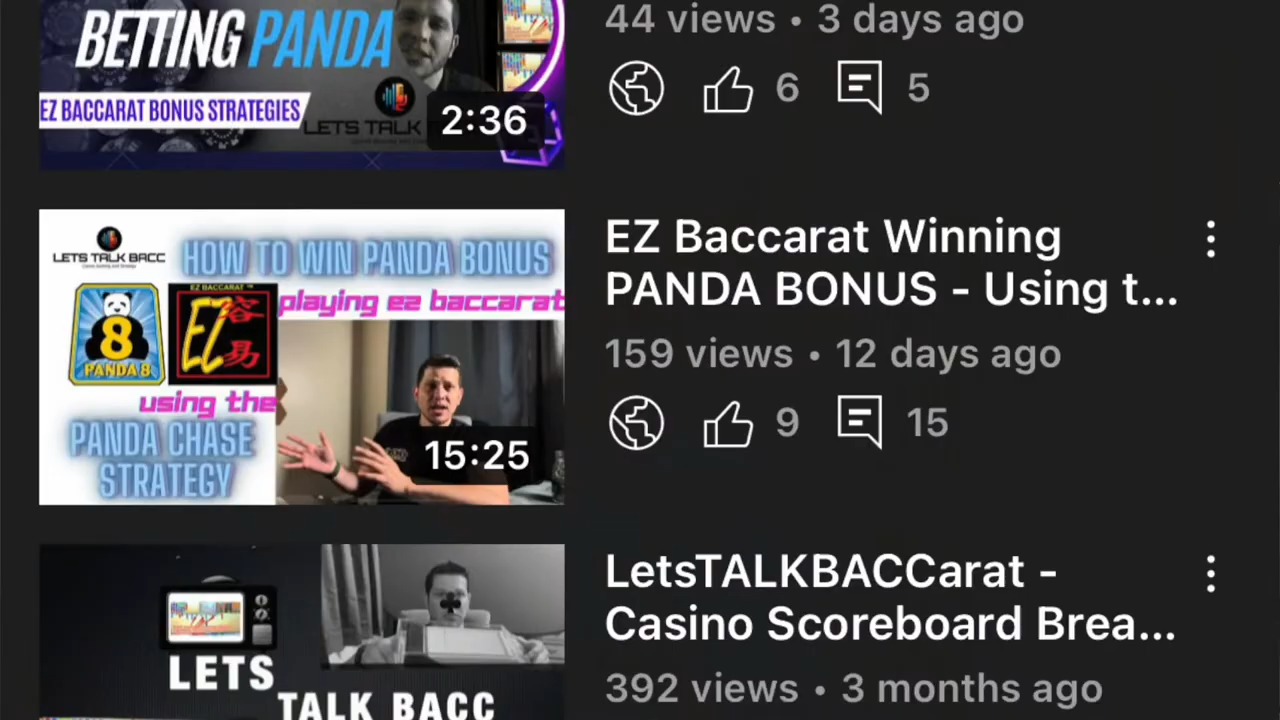 BETTING PANDA
EZ BACCARAT BONUS STRATEGIES
LETS TALK
2:36
44 views • 3 days ago
6
5
LETS TALK BACC
HOW TO WIN PANDA BONUS
EZ BACCARAT™
playing ez baccarat
8
PANDA 8
EZ
容
易
using the
PANDA CHASE
STRATEGY
15:25
EZ Baccarat Winning
PANDA BONUS - Using t...
159 views • 12 days ago
9
15
LETS
TALK BACC
LetsTALKBACCarat -
Casino Scoreboard Brea...
392 views • 3 months ago